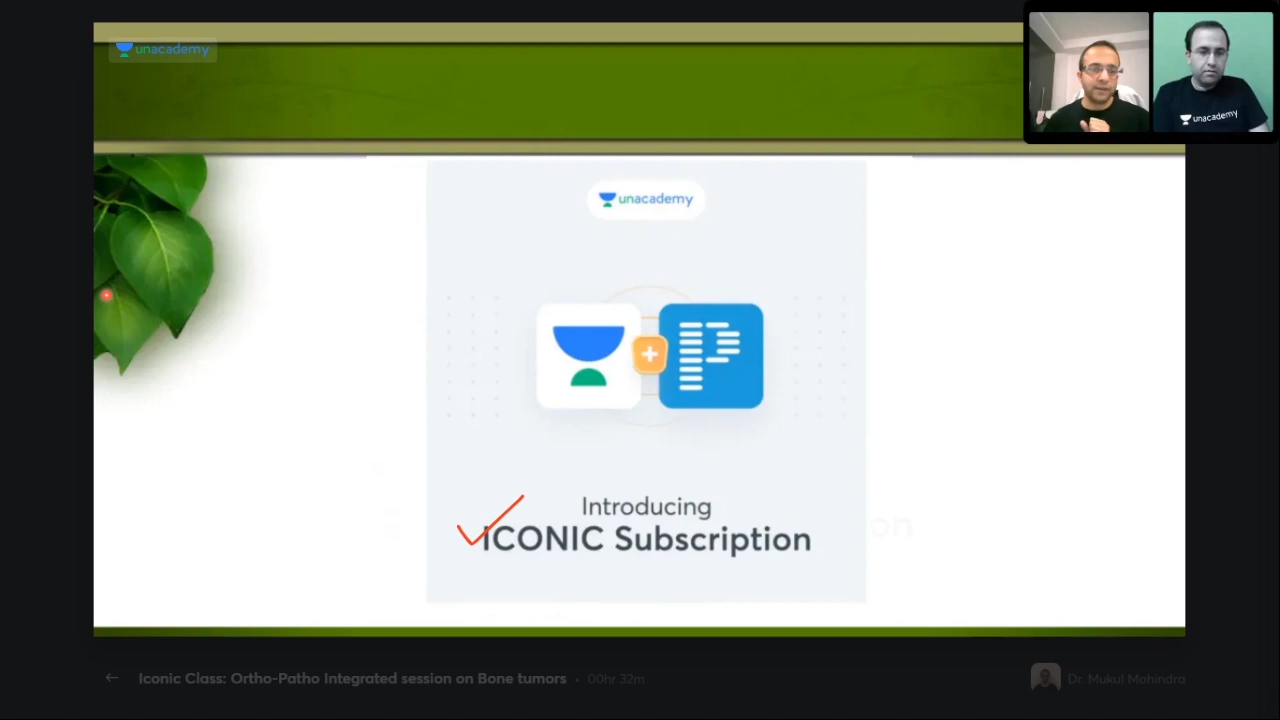 unacademy
unacademy
unacademy
P
Introducing
ICONIC Subscription
on
← Iconic Class: Ortho-Patho Integrated session on Bone tumors • 00hr 32m
Dr. Mukul Mohindra